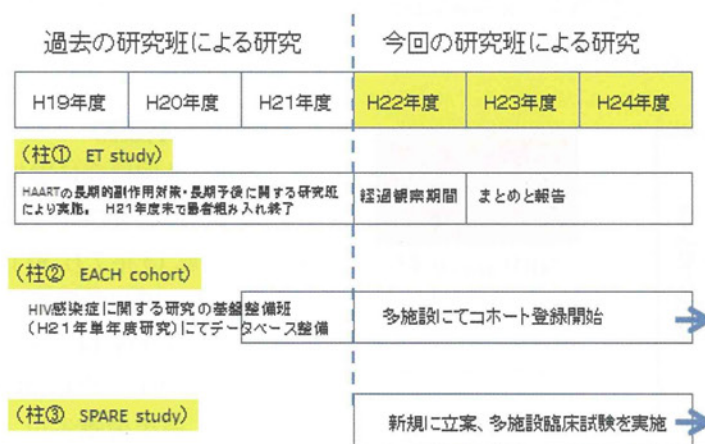 過去の研究班による研究
今回の研究班による研究
H19年度 H20年度 H21年度 H22年度 H23年度 H24年度
(柱① ET study)
HAARTの長期的副作用対策・長期予後に関する研究班
により実施。 H21年度末で患者組み入れ終了
経過観察期間
まとめと報告
(柱② EACH cohort)
HIV感染症に関する研究の基盤整備班
(H21年単年度研究)にてデータベース整備
多施設にてコホート登録開始
(柱③ SPARE study)
新規に立案、多施設臨床試験を実施